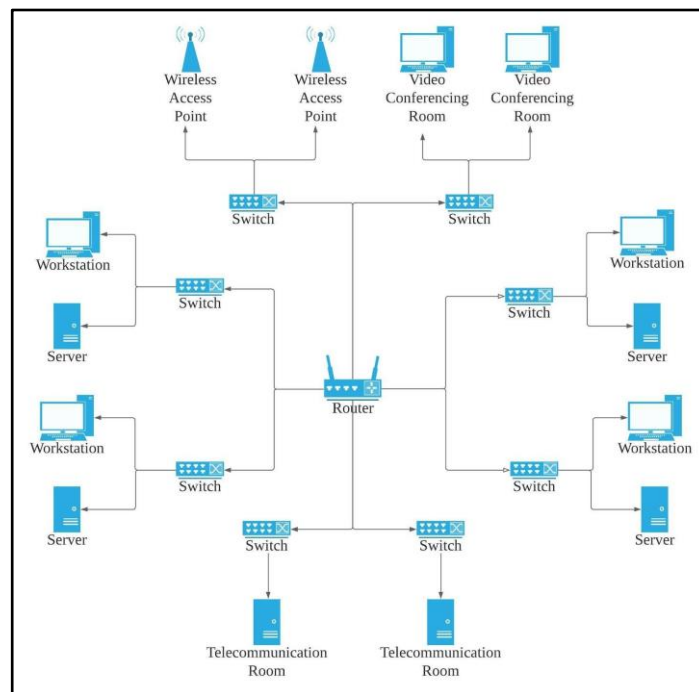 Wireless
Access
Point
Wireless
Access
Point
Video
Conferencing
Room
Video
Conferencing
Room
Switch
Switch
Workstation
Switch
Server
Switch
Workstation
Server
Router
Workstation
Switch
Server
Switch
Workstation
Server
Switch
Switch
Telecommunication
Room
Telecommunication
Room